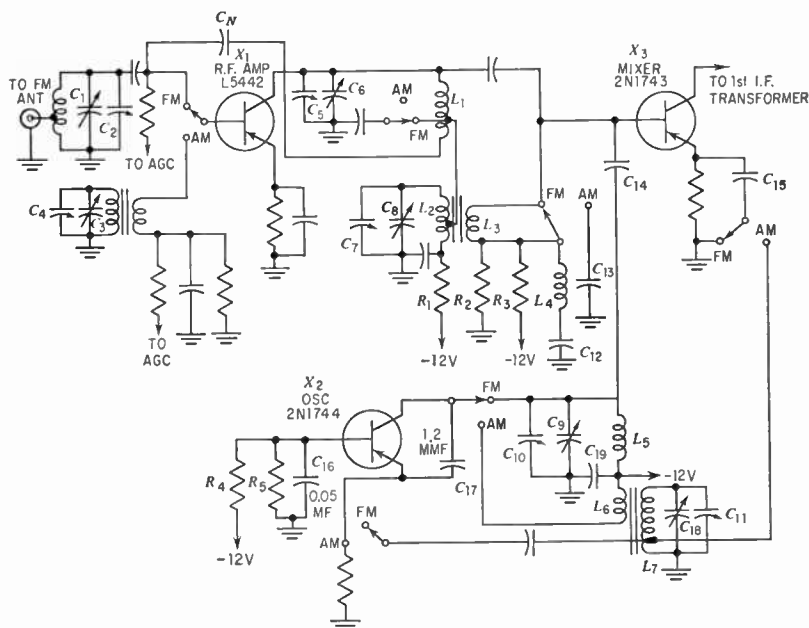 C_N
X_1
R.F. AMP
L5442
X_3
MIXER
2N1743
TO 1st I.F.
TRANSFORMER
TO FM
ANT
C_1
C_2
FM
AM
TO AGC
C_5
C_6
AM
FM
L_1
C_4
C_3
TO
AGC
C_7
C_8
L_2
L_3
R_1
R_2
R_3
-12V
-12V
FM
AM
L_4
C_13
C_12
C_14
C_15
AM
FM
X_2
OSC
2N1744
R_4
R_5
C_16
0.05
MF
-12V
1.2
MMF
C_17
FM
AM
C_10
C_9
C_19
L_5
-12V
L_6
L_7
C_18
C_11
FM
AM